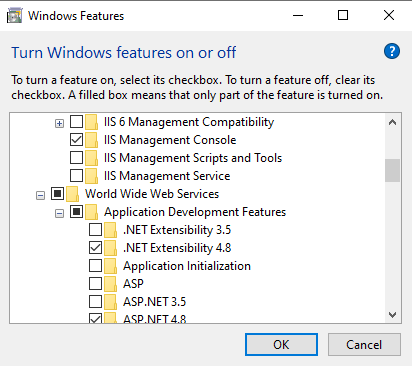 Windows Features
Turn Windows features on or off
To turn a feature on, select its checkbox. To turn a feature off, clear its
checkbox. A filled box means that only part of the feature is turned on.
IIS 6 Management Compatibility
IIS Management Console
IIS Management Scripts and Tools
IIS Management Service
World Wide Web Services
Application Development Features
.NET Extensibility 3.5
.NET Extensibility 4.8
Application Initialization
ASP
ASP.NET 3.5
ASP.NET 4.8
OK
Cancel